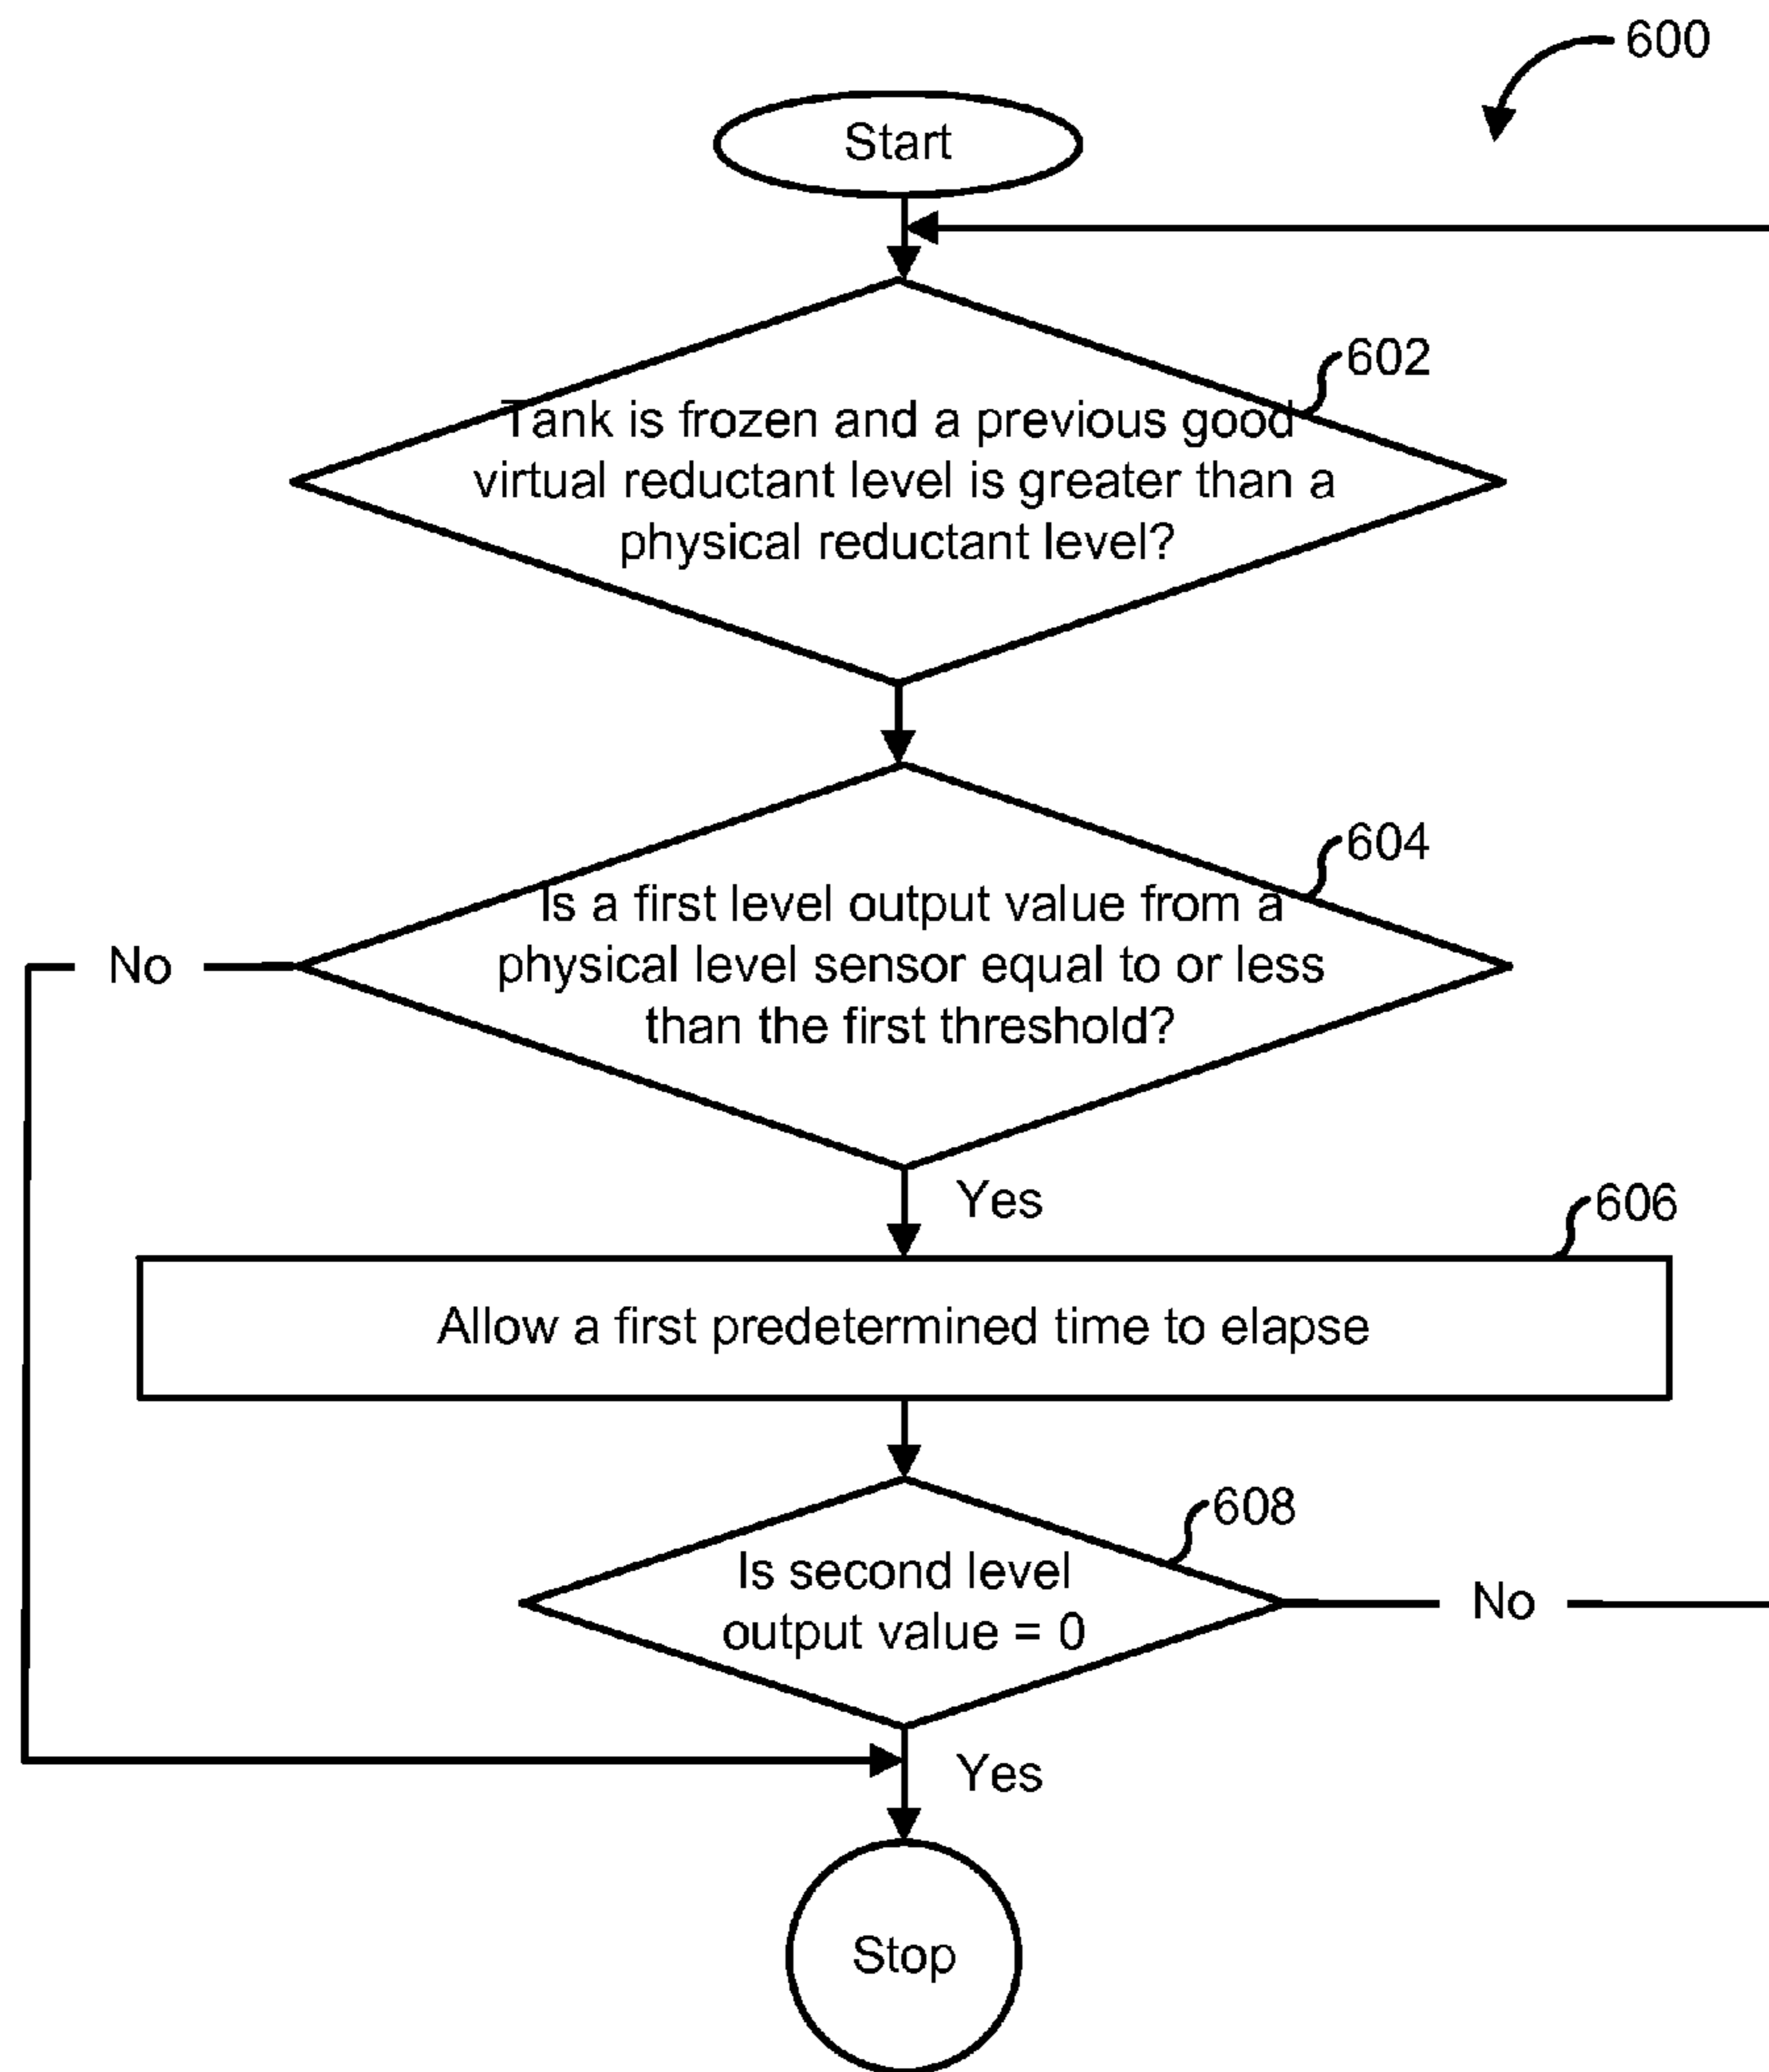 600
Start
602
Tank is frozen and a previous good
virtual reductant level is greater than a
physical reductant level?
604
Is a first level output value from a
physical level sensor equal to or less
than the first threshold?
No
Yes
606
Allow a first predetermined time to elapse
608
Is second level
output value = 0
No
Yes
Stop